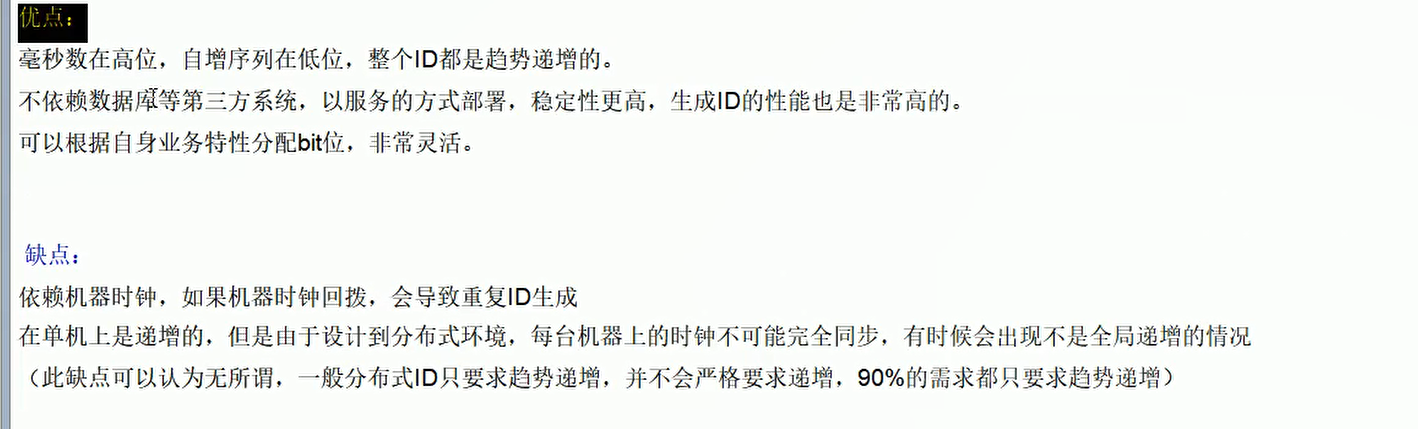 优点：
毫秒数在高位，自增序列在低位，整个ID都是趋势递增的。
不依赖数据库等第三方系统，以服务的方式部署，稳定性更高，生成ID的性能也是非常高的。
可以根据自身业务特性分配bit位，非常灵活。
缺点：
依赖机器时钟，如果机器时钟回拨，会导致重复ID生成
在单机上是递增的，但是由于设计到分布式环境，每台机器上的时钟不可能完全同步，有时候会出现不是全局递增的情况
（此缺点可以认为无所谓，一般分布式ID只要求趋势递增，并不会严格要求递增，90%的需求都只要求趋势递增）